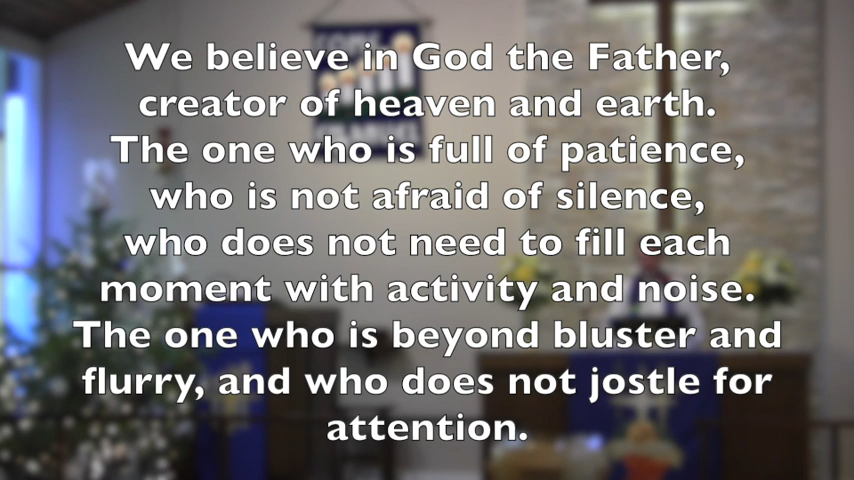 We believe in God the Father,
creator of heaven and earth.
The one who is full of patience,
who is not afraid of silence,
who does not need to fill each
moment with activity and noise.
The one who is beyond bluster and
flurry, and who does not jostle for
attention.